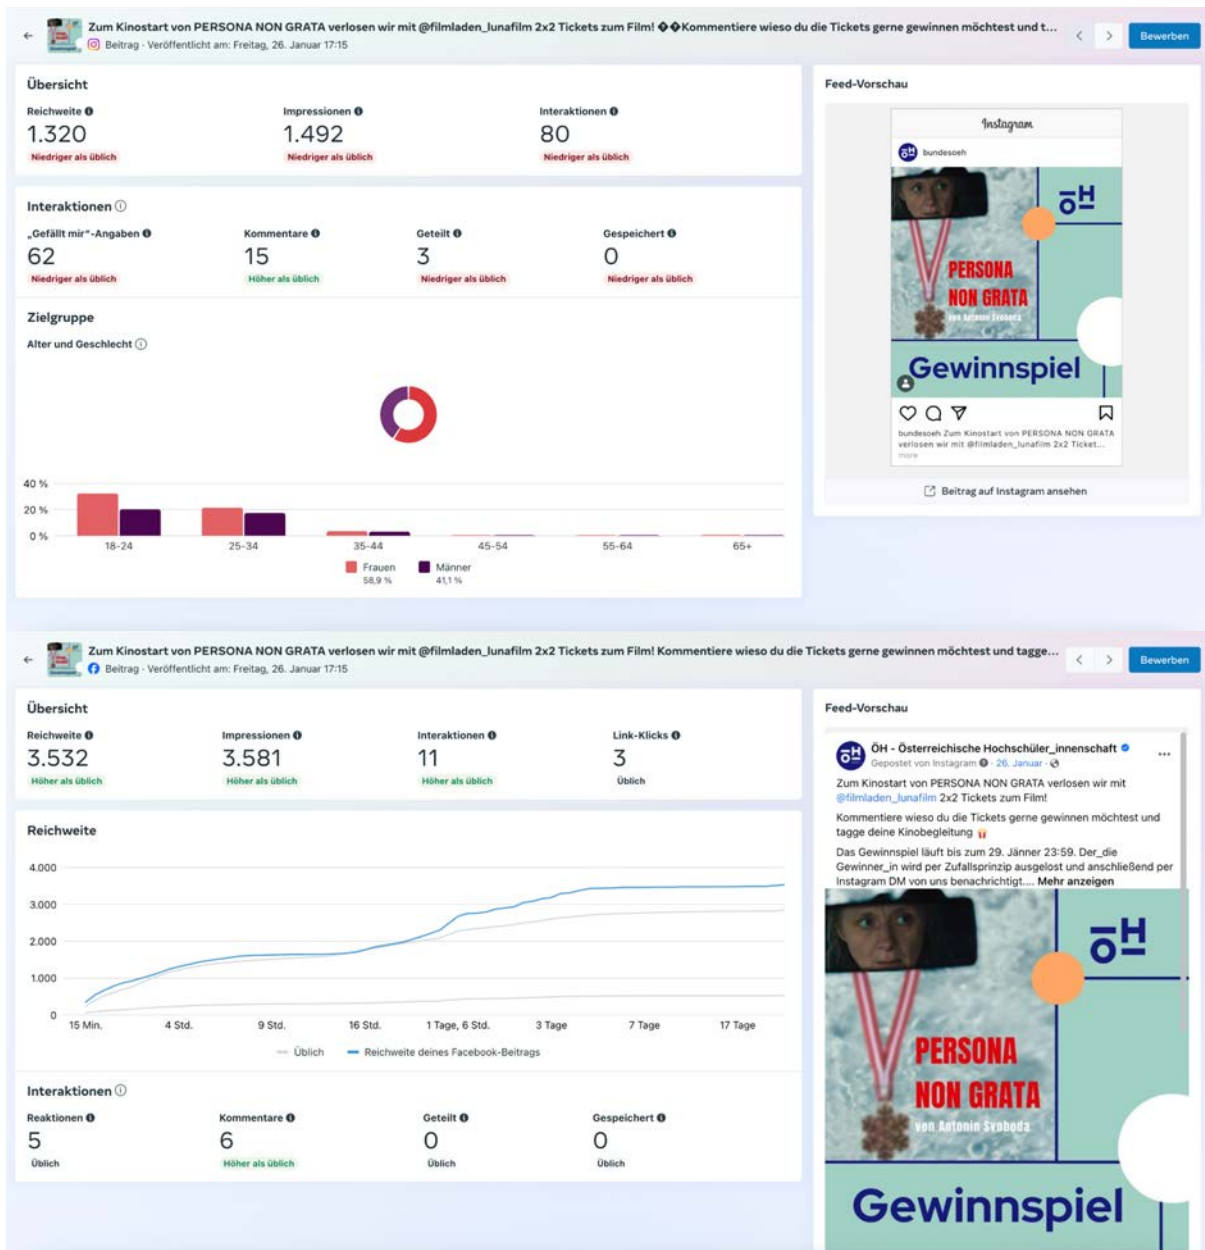 Zum Kinostart von PERSONA NON GRATA verlosen wir mit @filmladen_lunafilm 2x2 Tickets zum Film! ��Kommentiere wieso du die Tickets gerne gewinnen möchtest und t...
Beitrag · Veröffentlicht am: Freitag, 26. Januar 17:15
Bewerben
Übersicht
Reichweite
Impressionen
Interaktionen
1.320
1.492
80
Niedriger als üblich
Niedriger als üblich
Niedriger als üblich
Interaktionen
„Gefällt mir“-Angaben
Kommentare
Geteilt
Gespeichert
62
15
3
0
Niedriger als üblich
Höher als üblich
Niedriger als üblich
Niedriger als üblich
Zielgruppe
Alter und Geschlecht
40 %
20 %
0 %
18-24
25-34
35-44
45-54
55-64
65+
Frauen
58,9 %
Männer
41,1 %
Feed-Vorschau
Instagram
bundesoeh
ōH
PERSONA
NON GRATA
von Antonin Svoboda
Gewinnspiel
bundesoeh Zum Kinostart von PERSONA NON GRATA
verlosen wir mit @filmladen_lunafilm 2x2 Ticket...
more
Beitrag auf Instagram ansehen
Zum Kinostart von PERSONA NON GRATA verlosen wir mit @filmladen_lunafilm 2x2 Tickets zum Film! Kommentiere wieso du die Tickets gerne gewinnen möchtest und tagge...
Beitrag · Veröffentlicht am: Freitag, 26. Januar 17:15
Bewerben
Übersicht
Reichweite
Impressionen
Interaktionen
Link-Klicks
3.532
3.581
11
3
Höher als üblich
Höher als üblich
Höher als üblich
Üblich
Reichweite
4.000
3.000
2.000
1.000
0
15 Min.
4 Std.
9 Std.
16 Std.
1 Tage, 6 Std.
3 Tage
7 Tage
17 Tage
Üblich
Reichweite deines Facebook-Beitrags
Interaktionen
Reaktionen
Kommentare
Geteilt
Gespeichert
5
6
0
0
Üblich
Höher als üblich
Üblich
Üblich
Feed-Vorschau
ōH
ÖH - Österreichische Hochschüler_innenschaft
Gepostet von Instagram · 26. Januar ·
Zum Kinostart von PERSONA NON GRATA verlosen wir mit
@filmladen_lunafilm 2x2 Tickets zum Film!
Kommentiere wieso du die Tickets gerne gewinnen möchtest und
tagge deine Kinobegleitung 🍿
Das Gewinnspiel läuft bis zum 29. Jänner 23:59. Der_die
Gewinner_in wird per Zufallsprinzip ausgelost und anschließend per
Instagram DM von uns benachrichtigt.... Mehr anzeigen
ōH
PERSONA
NON GRATA
von Antonin Svoboda
Gewinnspiel